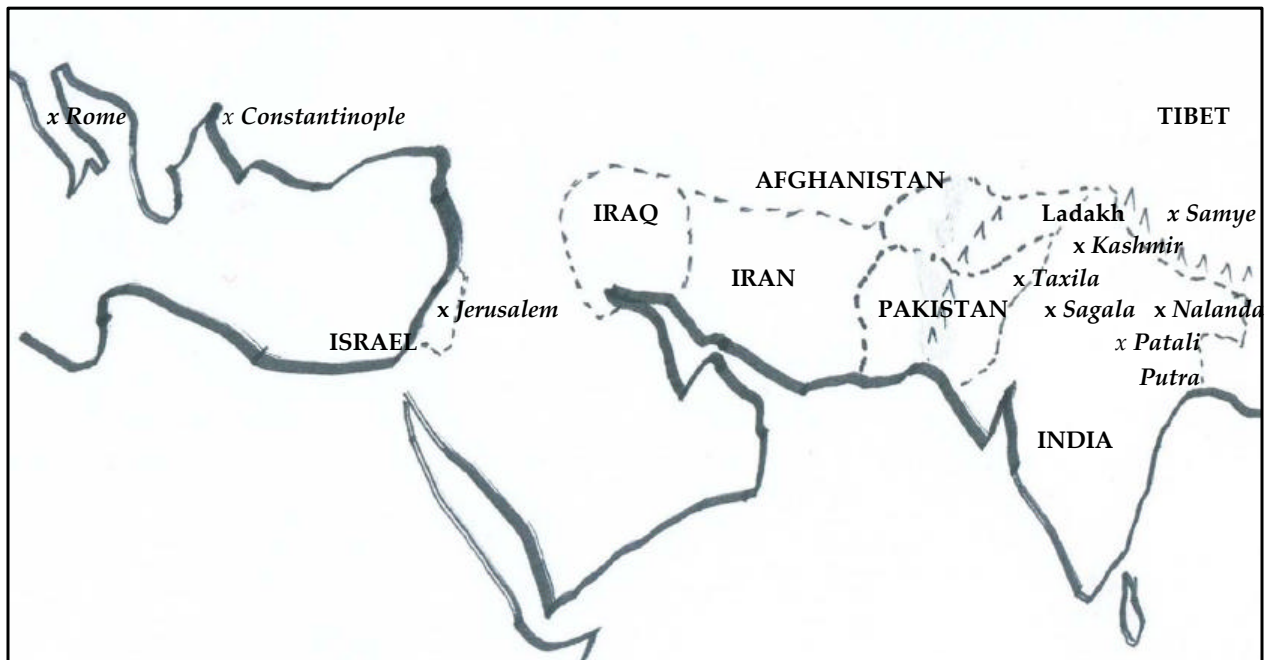 x Rome
x Constantinople
TIBET
AFGHANISTAN
IRAQ
Ladakh
x Samye
x Kashmir
IRAN
x Taxila
x Jerusalem
PAKISTAN
x Sagala
x Nalanda
ISRAEL
x Patali
Putra
INDIA